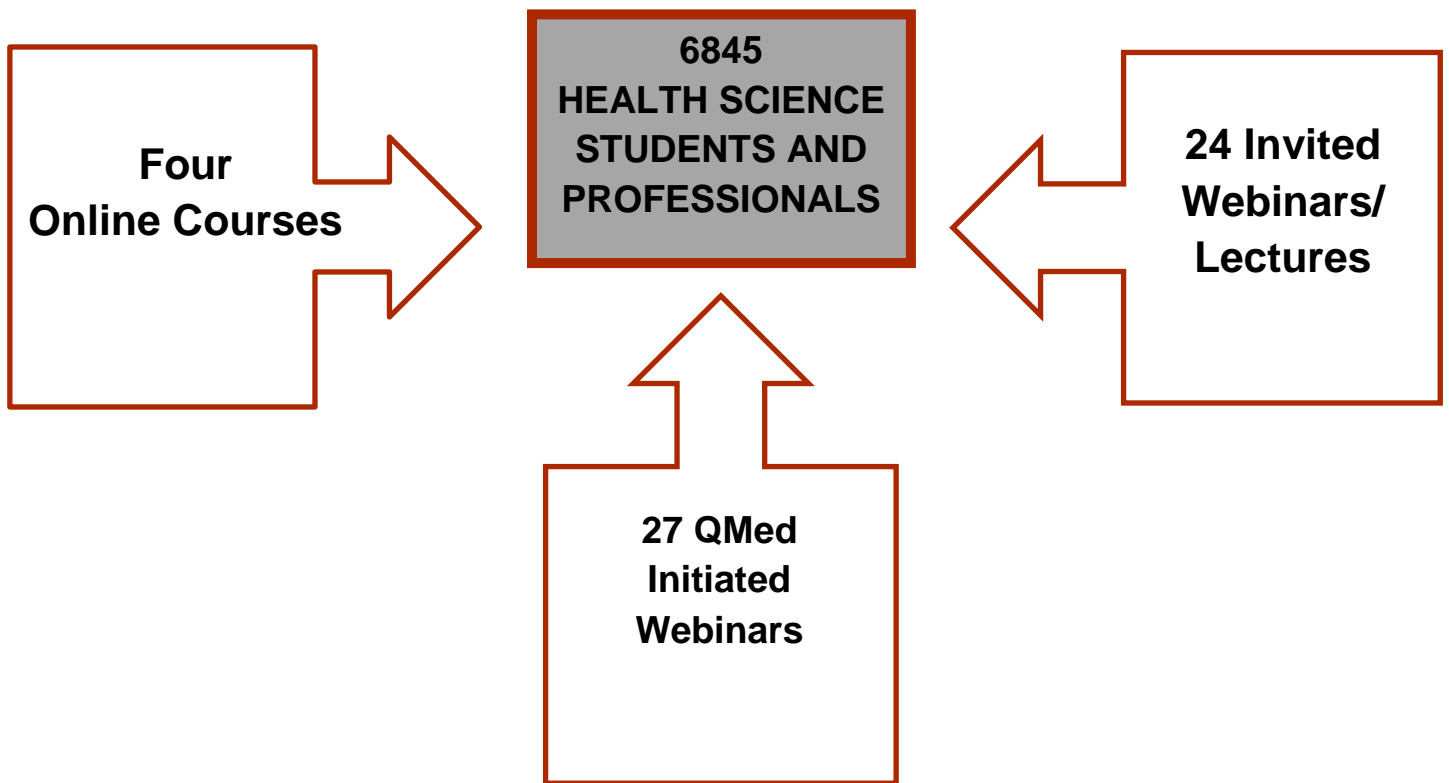 6845
HEALTH SCIENCE
STUDENTS AND
PROFESSIONALS
Four
Online Courses
24 Invited
Webinars/
Lectures
27 QMed
Initiated
Webinars